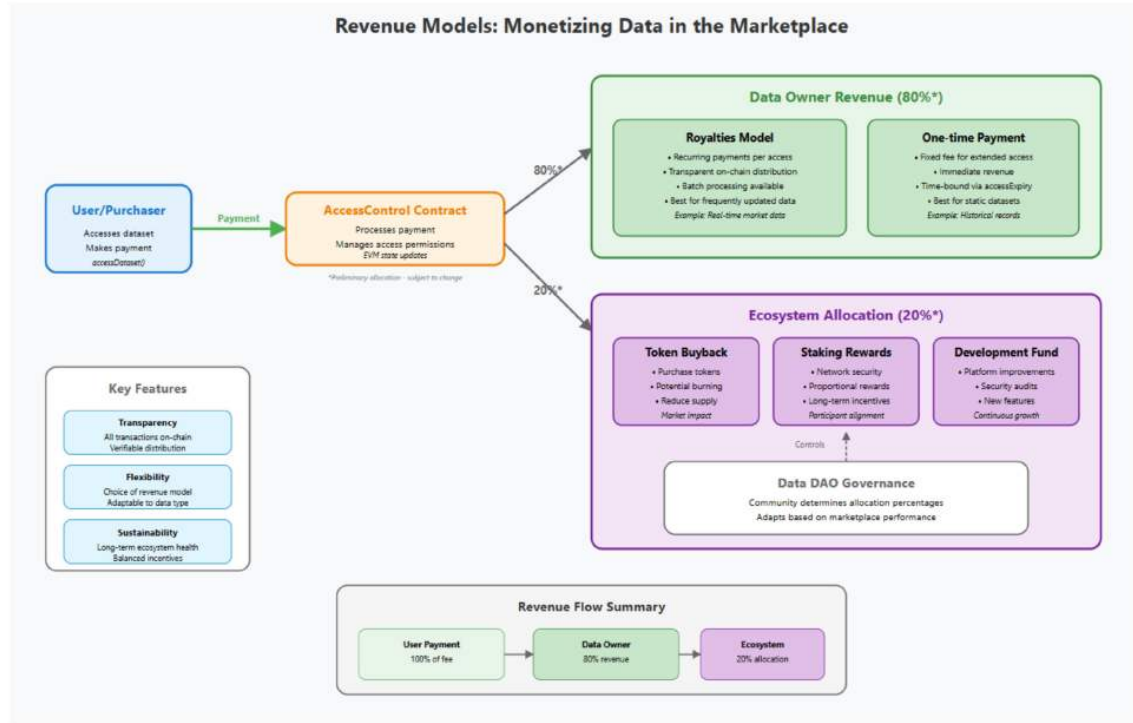 Revenue Models: Monetizing Data in the Marketplace
User/Purchaser
Accesses dataset
Makes payment
accessDataset()
Payment
AccessControl Contract
Processes payment
Manages access permissions
EVM state updates
*Preliminary allocation - subject to change
80%*
20%*
Data Owner Revenue (80%*)
Royalties Model
• Recurring payments per access
• Transparent on-chain distribution
• Batch processing available
• Best for frequently updated data
Example: Real-time market data
One-time Payment
• Fixed fee for extended access
• Immediate revenue
• Time-bound via accessExpiry
• Best for static datasets
Example: Historical records
Ecosystem Allocation (20%*)
Token Buyback
• Purchase tokens
• Potential burning
• Reduce supply
Market impact
Staking Rewards
• Network security
• Proportional rewards
• Long-term incentives
Participant alignment
Development Fund
• Platform improvements
• Security audits
• New features
Continuous growth
Controls
Data DAO Governance
Community determines allocation percentages
Adapts based on marketplace performance
Key Features
Transparency
All transactions on-chain
Verifiable distribution
Flexibility
Choice of revenue model
Adaptable to data type
Sustainability
Long-term ecosystem health
Balanced incentives
Revenue Flow Summary
User Payment
100% of fee
Data Owner
80% revenue
Ecosystem
20% allocation